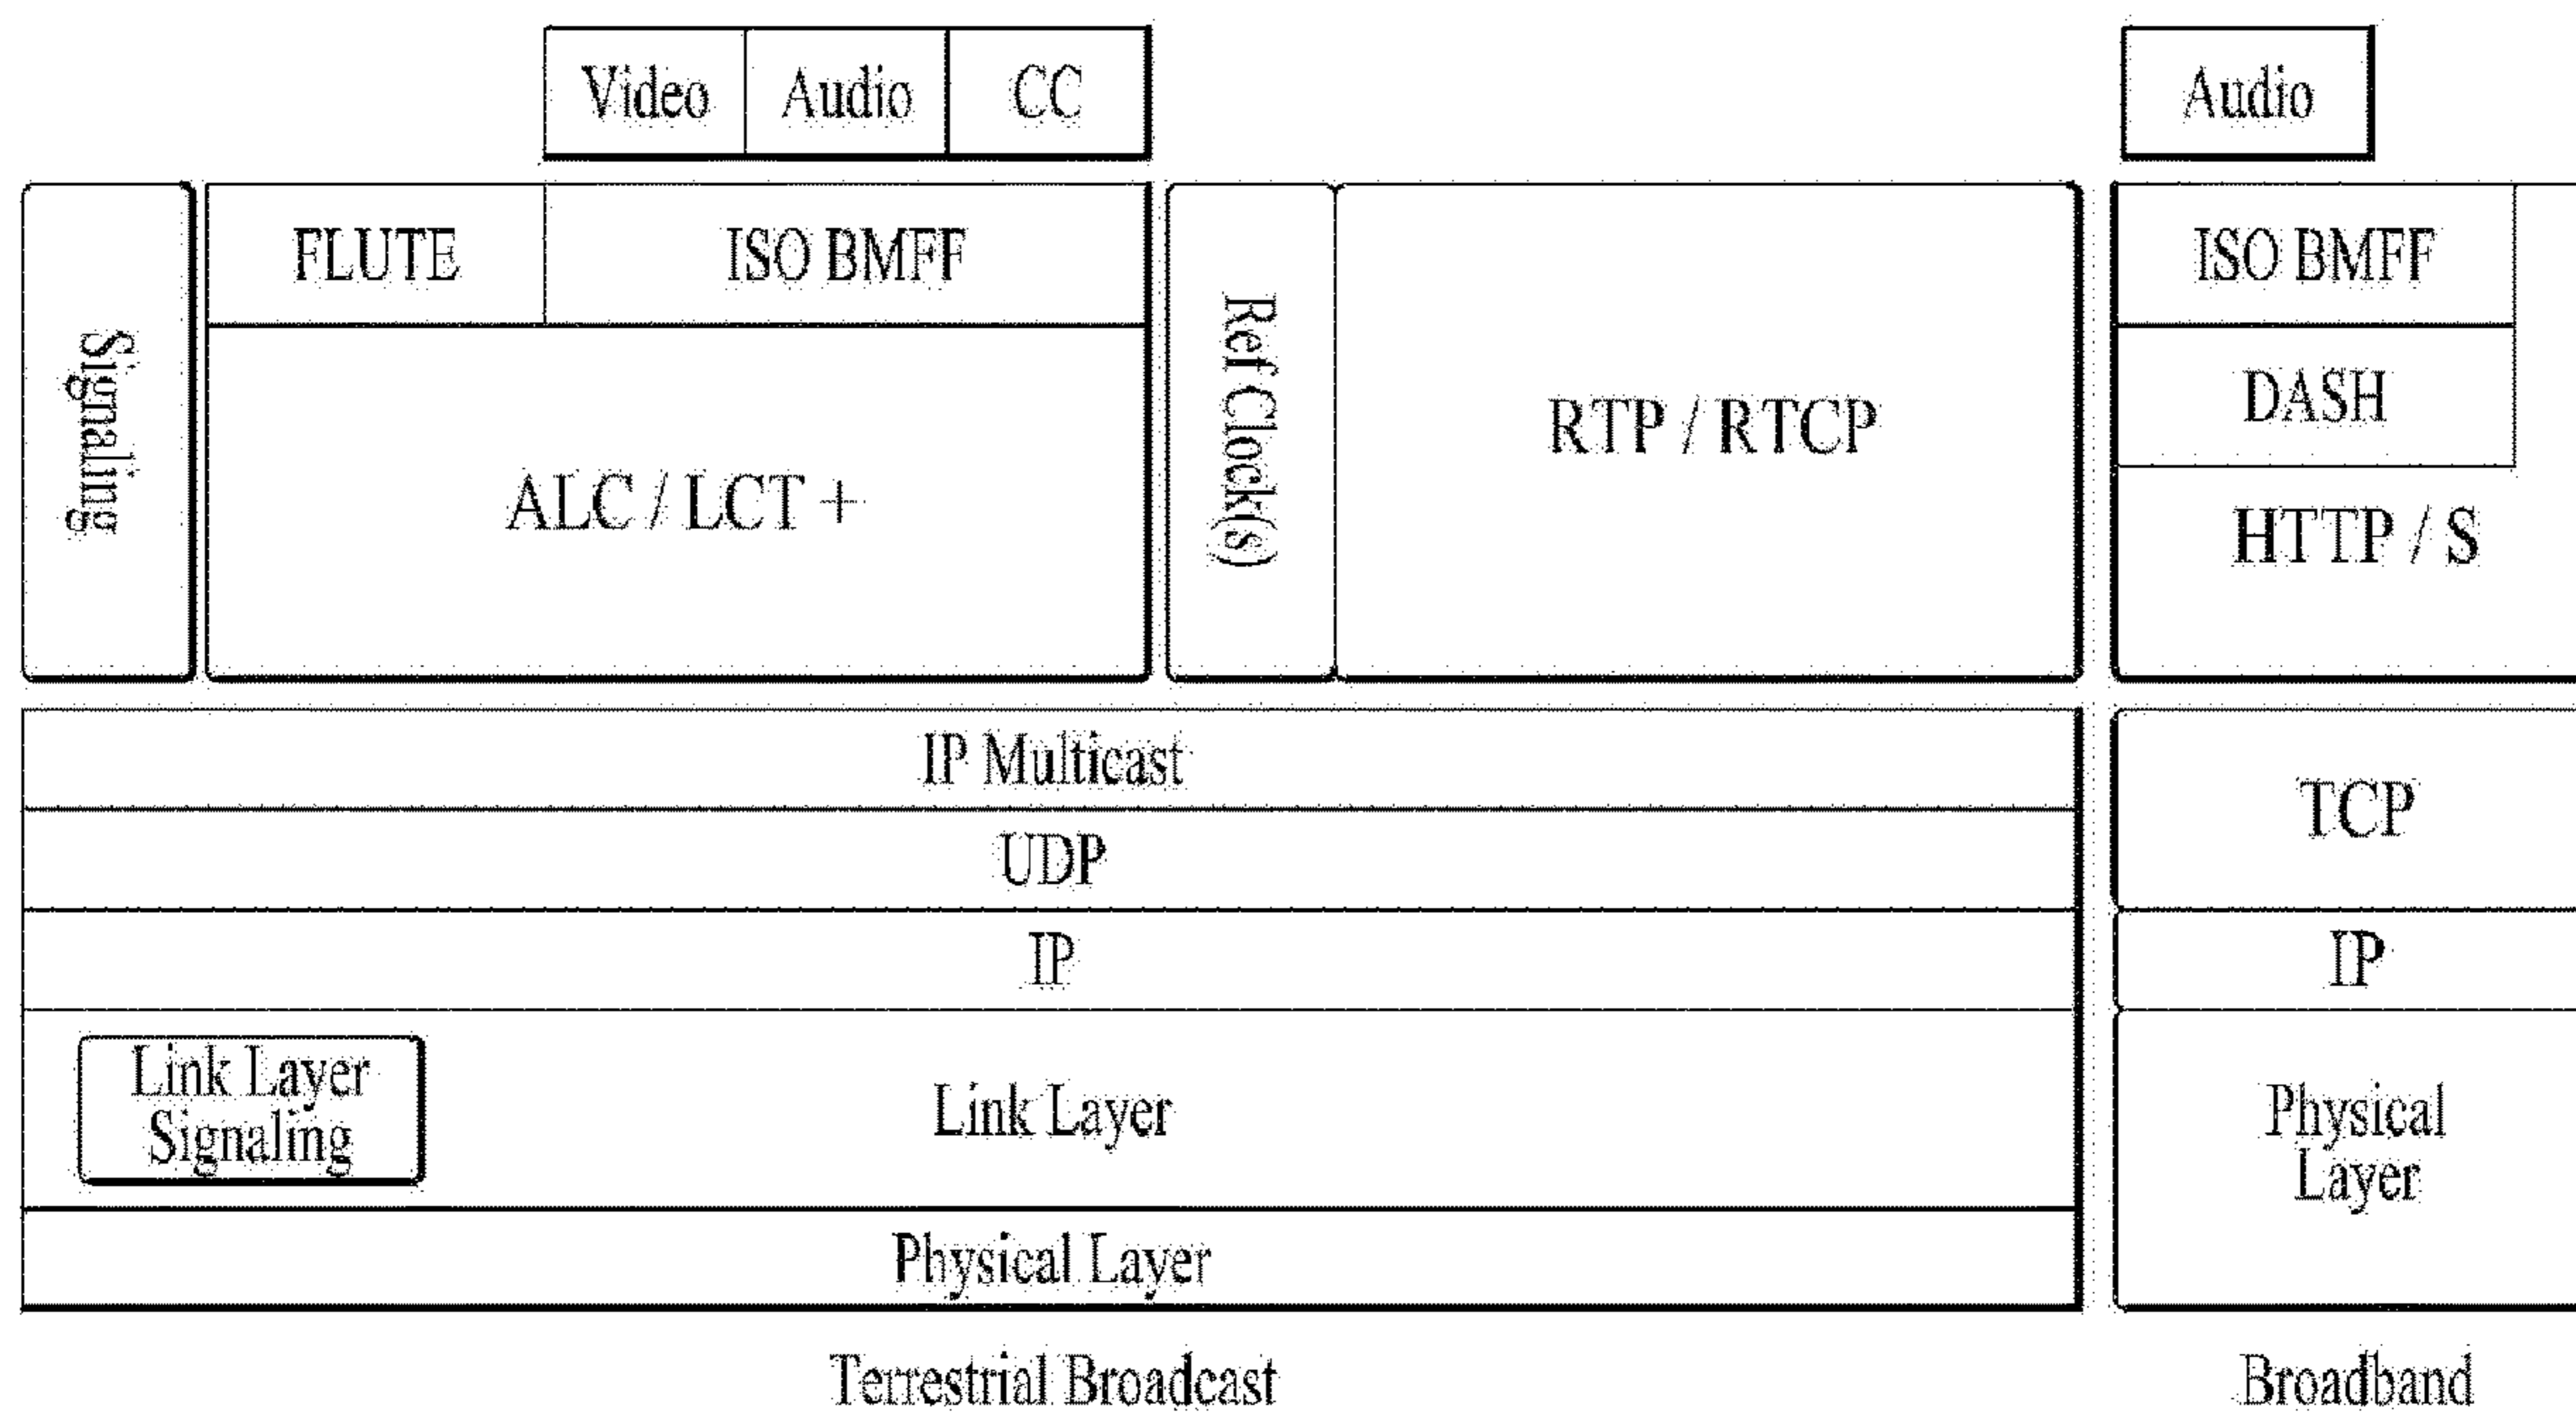 Video
Audio
CC
Audio
Signaling
FLUTE
ISO BMFF
ALC / LCT +
Ref Clock(s)
RTP / RTCP
ISO BMFF
DASH
HTTP / S
IP Multicast
UDP
IP
Link Layer
Signaling
Link Layer
Physical Layer
TCP
IP
Physical
Layer
Terrestrial Broadcast
Broadband